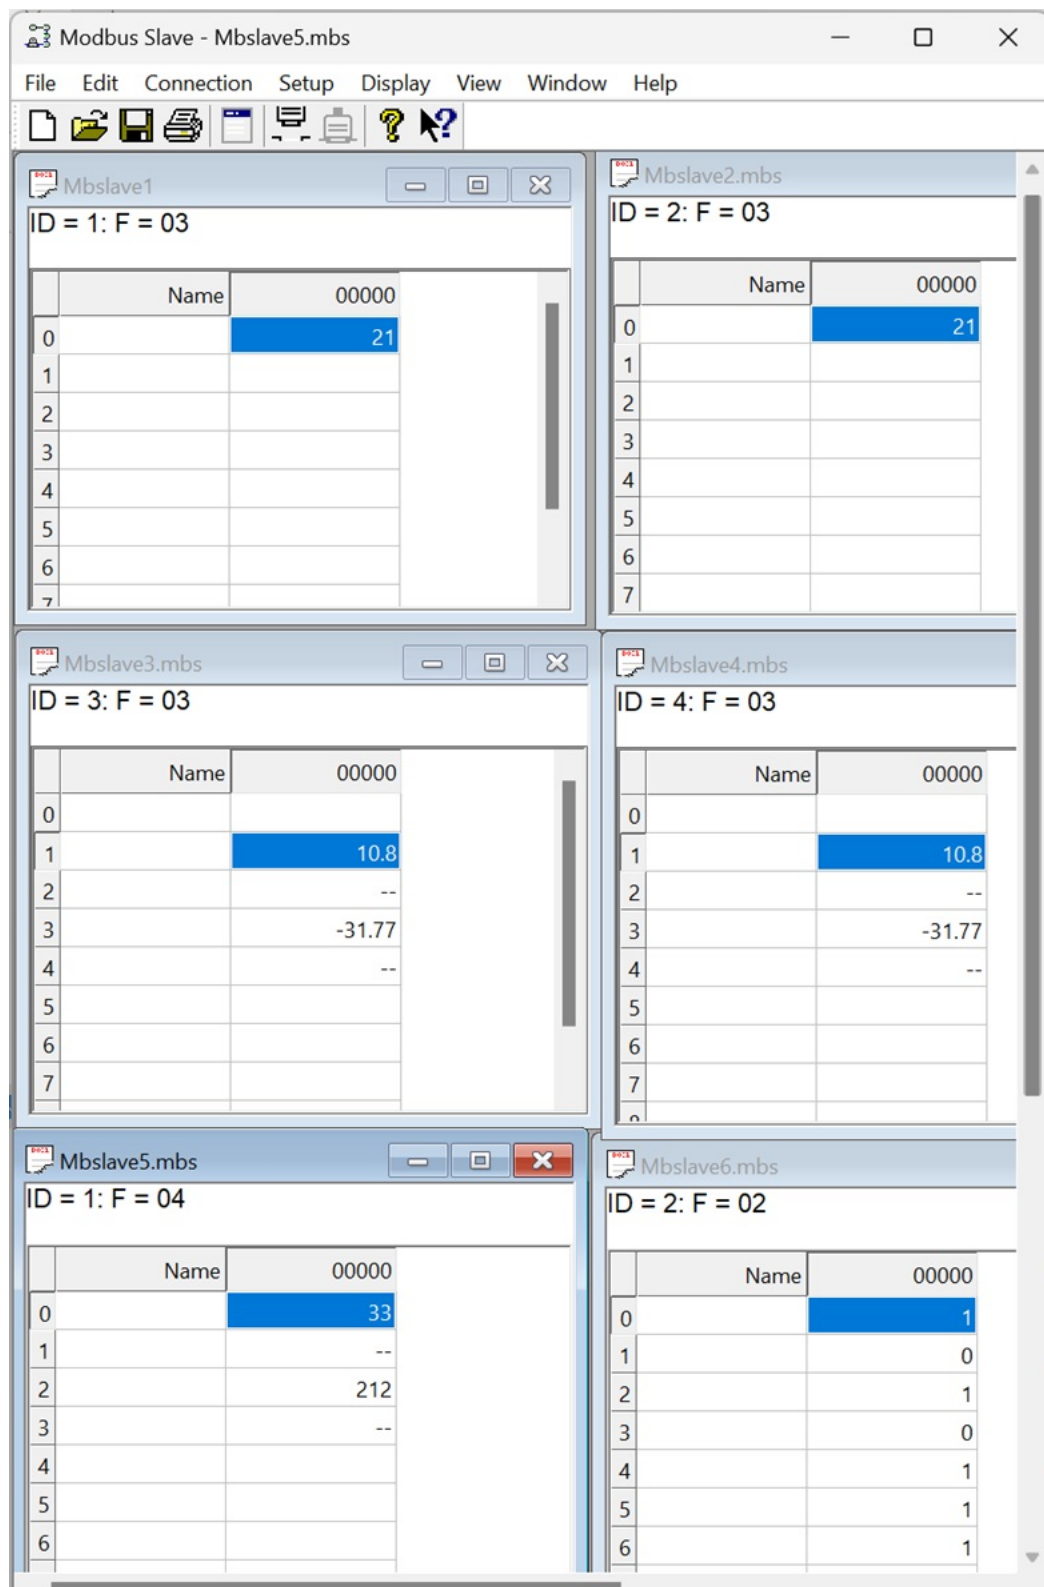 Modbus Slave - Mbslave5.mbs
File Edit Connection Setup Display View Window Help
Mbslave1
ID = 1: F = 03
Name 00000
0 21
1
2
3
4
5
6
7
Mbslave2.mbs
ID = 2: F = 03
Name 00000
0 21
1
2
3
4
5
6
7
Mbslave3.mbs
ID = 3: F = 03
Name 00000
0
1 10.8
2 --
3 -31.77
4 --
5
6
7
Mbslave4.mbs
ID = 4: F = 03
Name 00000
0
1 10.8
2 --
3 -31.77
4 --
5
6
7
Mbslave5.mbs
ID = 1: F = 04
Name 00000
0 33
1 --
2 212
3 --
4
5
6
Mbslave6.mbs
ID = 2: F = 02
Name 00000
0 1
1 0
2 1
3 0
4 1
5 1
6 1